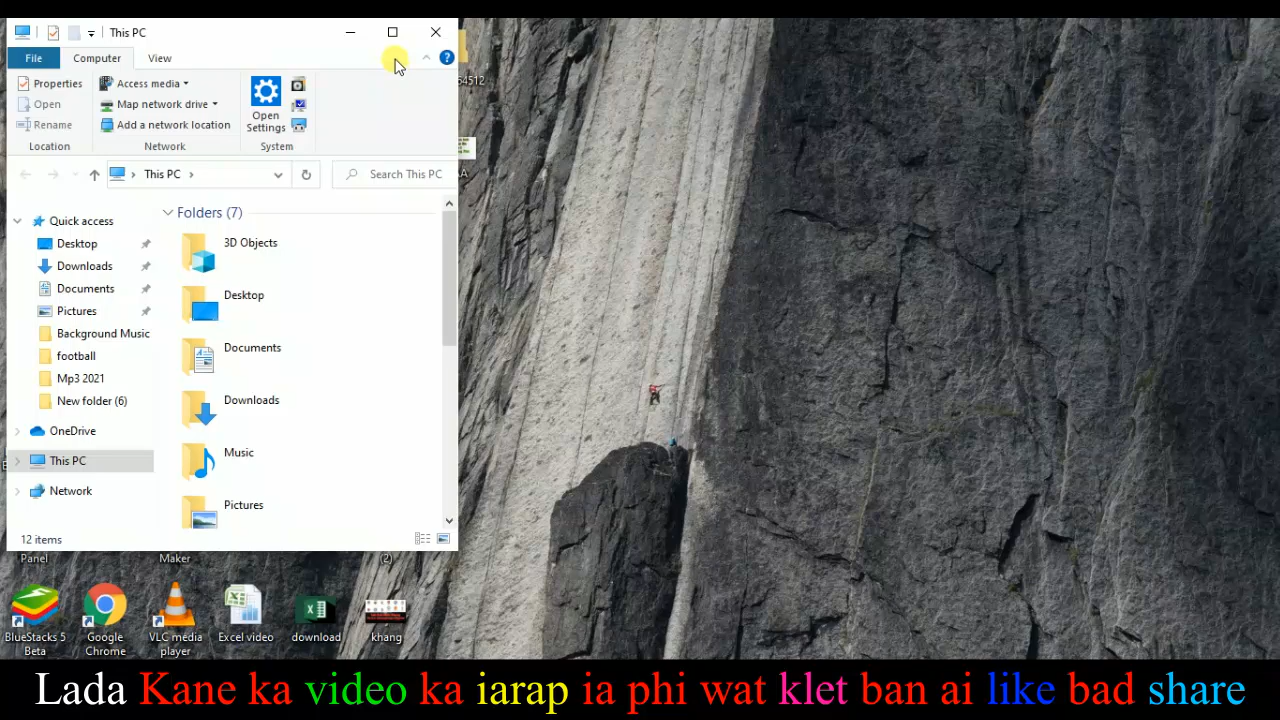 This PC
File Computer View
Properties
Open
Rename
Location
Access media
Map network drive
Add a network location
Network
Open
Settings
System
This PC
Search This PC
Quick access
Desktop
Downloads
Documents
Pictures
Background Music
football
Mp3 2021
New folder (6)
OneDrive
This PC
Network
Folders (7)
3D Objects
Desktop
Documents
Downloads
Music
Pictures
12 items
Panel
Maker
(2)
BlueStacks 5
Beta
Google
Chrome
VLC media
player
Excel video
download
khang
Lada Kane ka video ka iarap ia phi wat klet ban ai like bad share